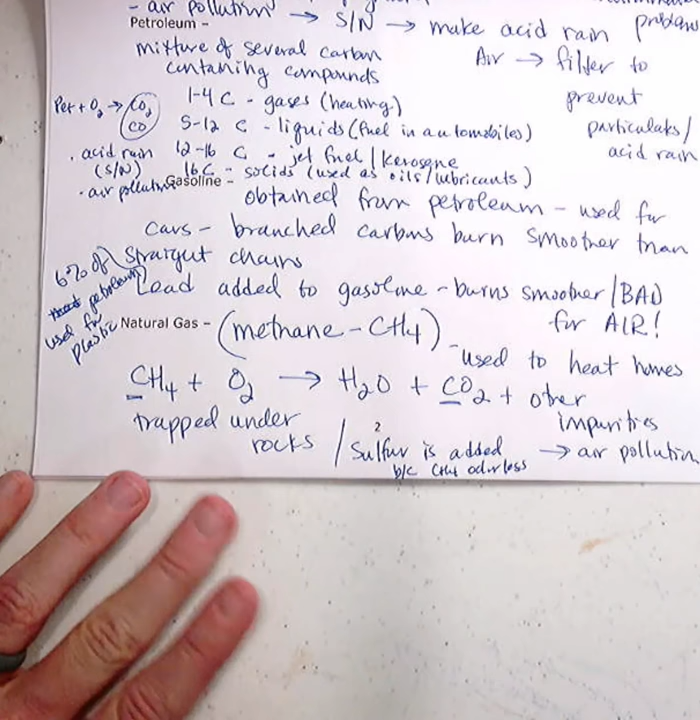 - air pollution → S/N → make acid rain
Petroleum -
mixture of several carbon
containing compounds
Air → filter to
prevent
particulates/
acid rain
Pet + O2 → CO2
CO
1-4 C - gases (heating)
5-12 C - liquids (fuel in automobiles)
12-16 C - jet fuel / kerosene
16 C - solids (used as oils/lubricants)
. acid rain
(S/N)
- air pollution
Gasoline -
obtained from petroleum - used for
cars - branched carbons burn smoother than
straight chains
6% of
petroleum
used for
plastic
Lead added to gasoline - burns smoother / BAD
for AIR!
Natural Gas -
(methane - CH4)
- used to heat homes
CH4 + O2 → H2O + CO2 + other
impurities
→ air pollution
trapped under
rocks / Sulfur is added
2
b/c CH4 odorless